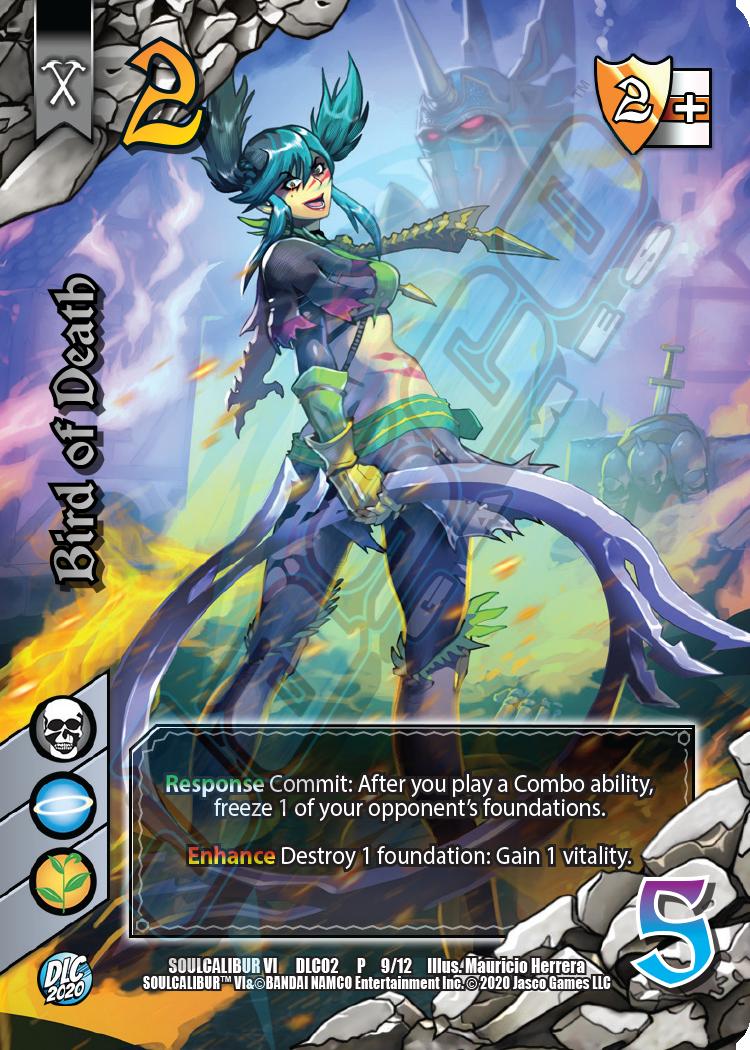 2
2
+
Bird of Death
Response Commit: After you play a Combo ability,
freeze 1 of your opponent's foundations.
Enhance Destroy 1 foundation: Gain 1 vitality.
5
DLC
2020
SOULCALIBUR VI DLC02 P 9/12 Illus. Mauricio Herrera
SOULCALIBUR™ VI&©BANDAI NAMCO Entertainment Inc. © 2020 Jasco Games LLC